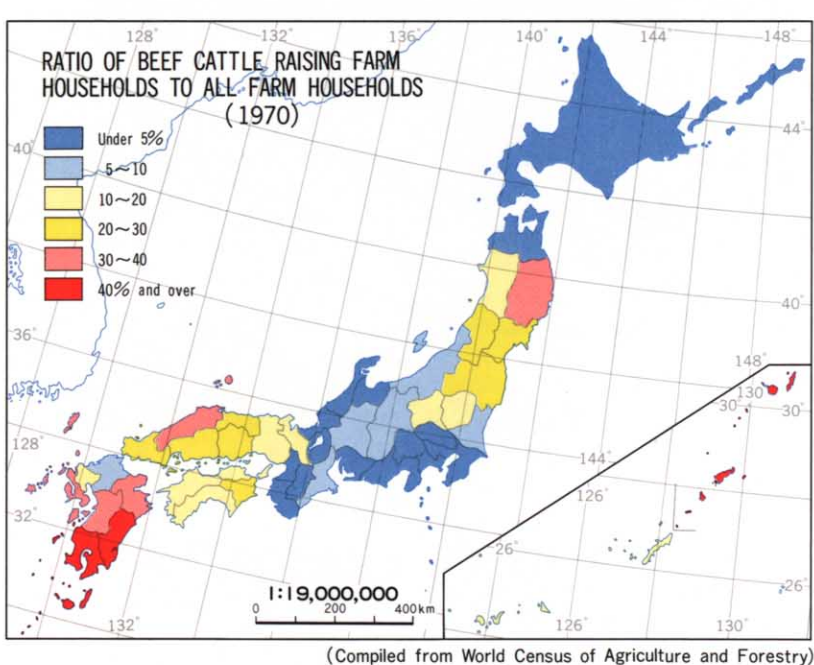 128° 132° 136° 140° 144° 148°
RATIO OF BEEF CATTLE RAISING FARM
HOUSEHOLDS TO ALL FARM HOUSEHOLDS
(1970)
Under 5%
5~10
10~20
20~30
30~40
40% and over
40°
44°
36°
40°
128°
32°
132°
148°
30° 130° 30°
144°
126°
26°
26°
126° 130°
1:19,000,000
0 200 400km
(Compiled from World Census of Agriculture and Forestry)